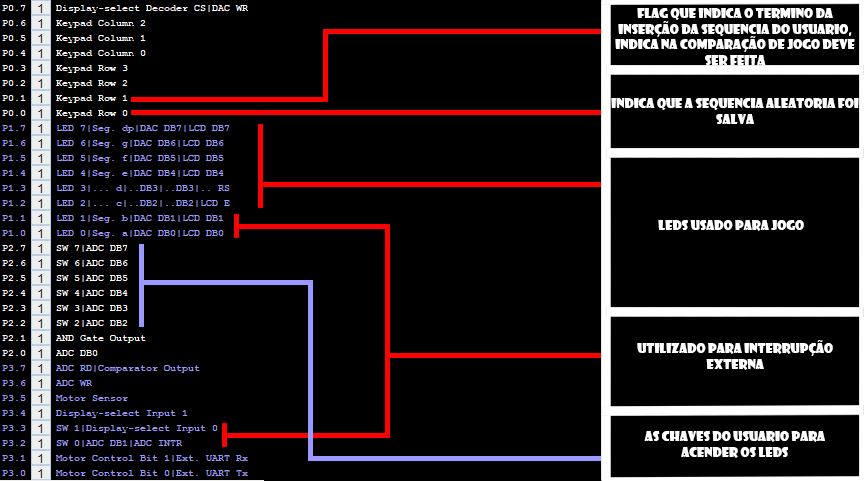 P0.7 1 Display-select Decoder CS|DAC WR
P0.6 1 Keypad Column 2
P0.5 1 Keypad Column 1
P0.4 1 Keypad Column 0
P0.3 1 Keypad Row 3
P0.2 1 Keypad Row 2
P0.1 1 Keypad Row 1
P0.0 1 Keypad Row 0
P1.7 1 LED 7|Seg. dp|DAC DB7|LCD DB7
P1.6 1 LED 6|Seg. g|DAC DB6|LCD DB6
P1.5 1 LED 5|Seg. f|DAC DB5|LCD DB5
P1.4 1 LED 4|Seg. e|DAC DB4|LCD DB4
P1.3 1 LED 3|... d|..DB3|..DB3|.. RS
P1.2 1 LED 2|... c|..DB2|..DB2|LCD E
P1.1 1 LED 1|Seg. b|DAC DB1|LCD DB1
P1.0 1 LED 0|Seg. a|DAC DB0|LCD DB0
P2.7 1 SW 7|ADC DB7
P2.6 1 SW 6|ADC DB6
P2.5 1 SW 5|ADC DB5
P2.4 1 SW 4|ADC DB4
P2.3 1 SW 3|ADC DB3
P2.2 1 SW 2|ADC DB2
P2.1 1 AND Gate Output
P2.0 1 ADC DB0
P3.7 1 ADC RD|Comparator Output
P3.6 1 ADC WR
P3.5 1 Motor Sensor
P3.4 1 Display-select Input 1
P3.3 1 SW 1|Display-select Input 0
P3.2 1 SW 0|ADC DB1|ADC INTR
P3.1 1 Motor Control Bit 1|Ext. UART Rx
P3.0 1 Motor Control Bit 0|Ext. UART Tx
FLAG QUE INDICA O TERMINO DA
INSERÇÃO DA SEQUENCIA DO USUARIO,
INDICA NA COMPARAÇÃO DE JOGO DEVE
SER FEITA
INDICA QUE A SEQUENCIA ALEATORIA FOI
SALVA
LEDS USADO PARA JOGO
UTILIZADO PARA INTERRUPÇÃO
EXTERNA
AS CHAVES DO USUARIO PARA
ACENDER OS LEDS